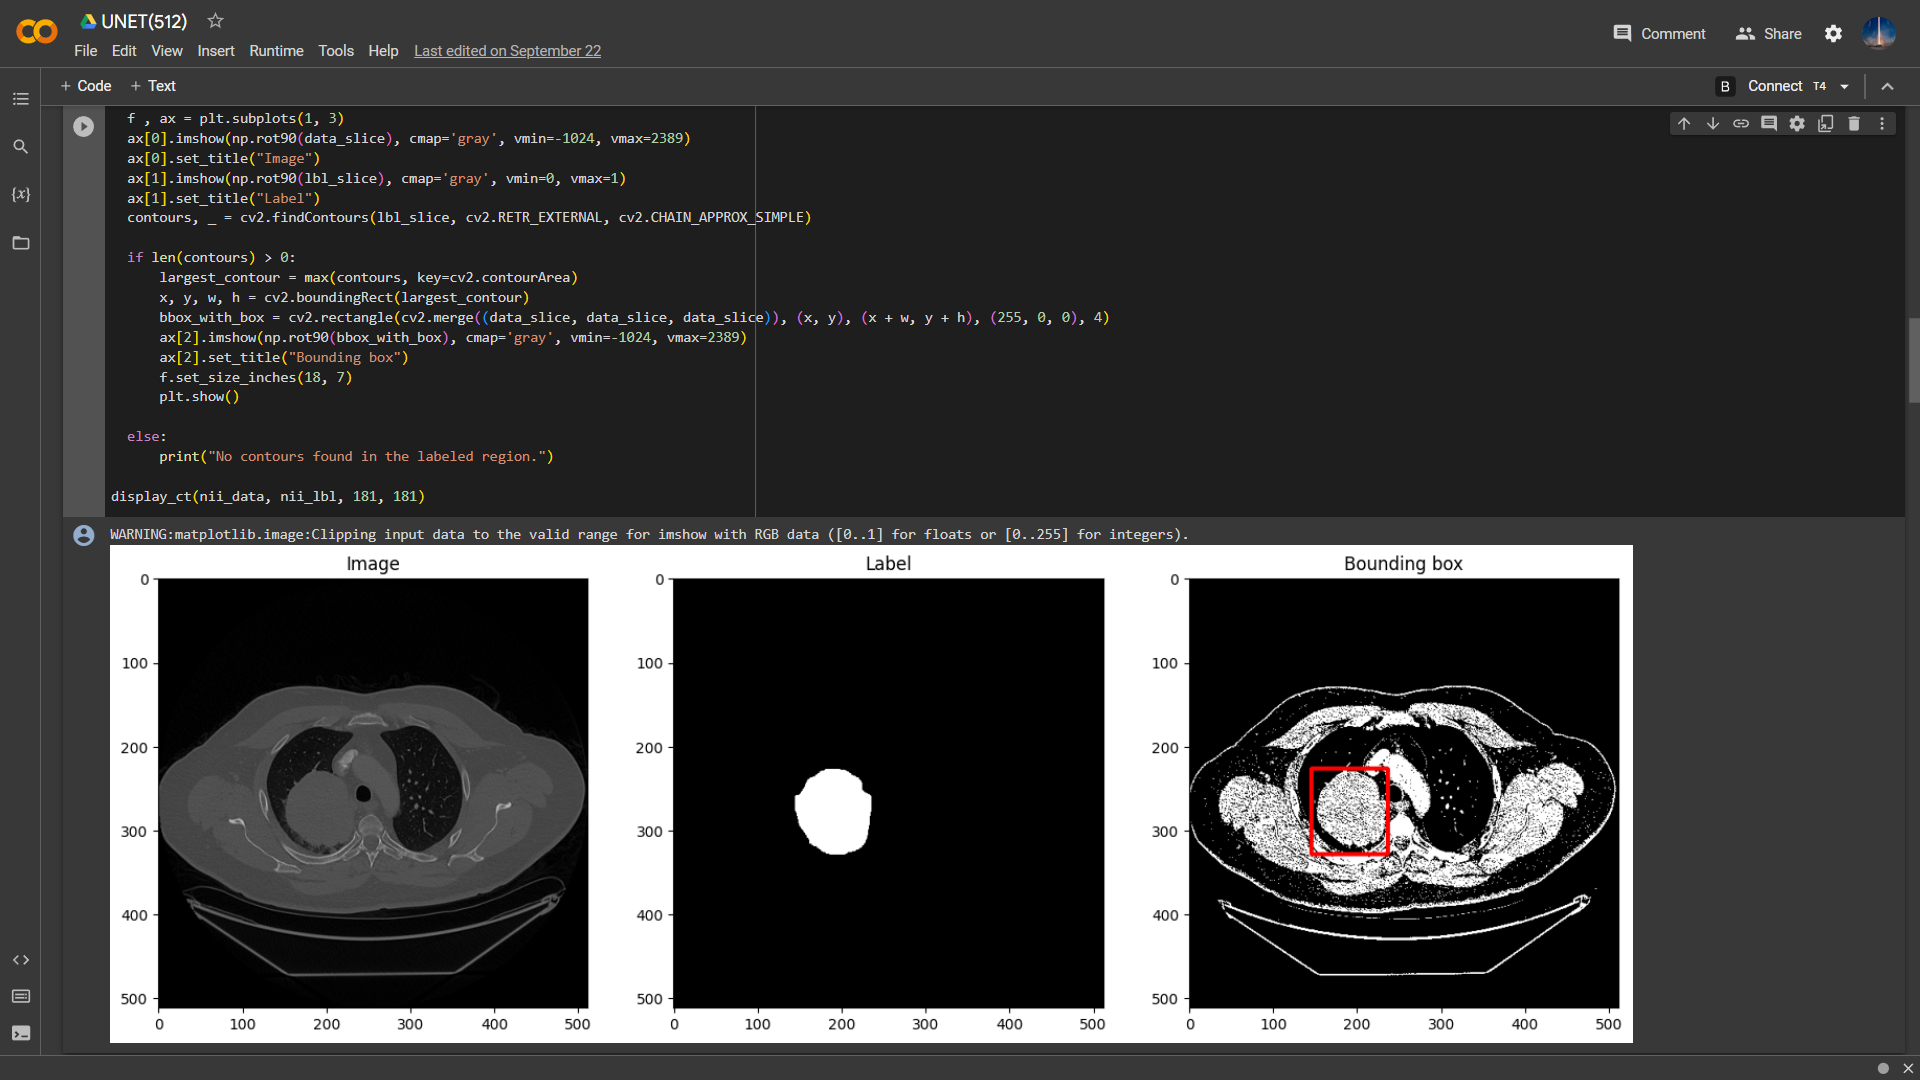 UNET(512)
File Edit View Insert Runtime Tools Help Last edited on September 22
Comment Share
+ Code + Text
B Connect T4
{x}
f , ax = plt.subplots(1, 3)
ax[0].imshow(np.rot90(data_slice), cmap='gray', vmin=-1024, vmax=2389)
ax[0].set_title("Image")
ax[1].imshow(np.rot90(lbl_slice), cmap='gray', vmin=0, vmax=1)
ax[1].set_title("Label")
contours, _ = cv2.findContours(lbl_slice, cv2.RETR_EXTERNAL, cv2.CHAIN_APPROX_SIMPLE)
if len(contours) > 0:
largest_contour = max(contours, key=cv2.contourArea)
x, y, w, h = cv2.boundingRect(largest_contour)
bbox_with_box = cv2.rectangle(cv2.merge((data_slice, data_slice, data_slice)), (x, y), (x + w, y + h), (255, 0, 0), 4)
ax[2].imshow(np.rot90(bbox_with_box), cmap='gray', vmin=-1024, vmax=2389)
ax[2].set_title("Bounding box")
f.set_size_inches(18, 7)
plt.show()
else:
print("No contours found in the labeled region.")
display_ct(nii_data, nii_lbl, 181, 181)
WARNING:matplotlib.image:Clipping input data to the valid range for imshow with RGB data ([0..1] for floats or [0..255] for integers).
Image
0
100
200
300
400
500
0 100 200 300 400 500
Label
0
100
200
300
400
500
0 100 200 300 400 500
Bounding box
0
100
200
300
400
500
0 100 200 300 400 500